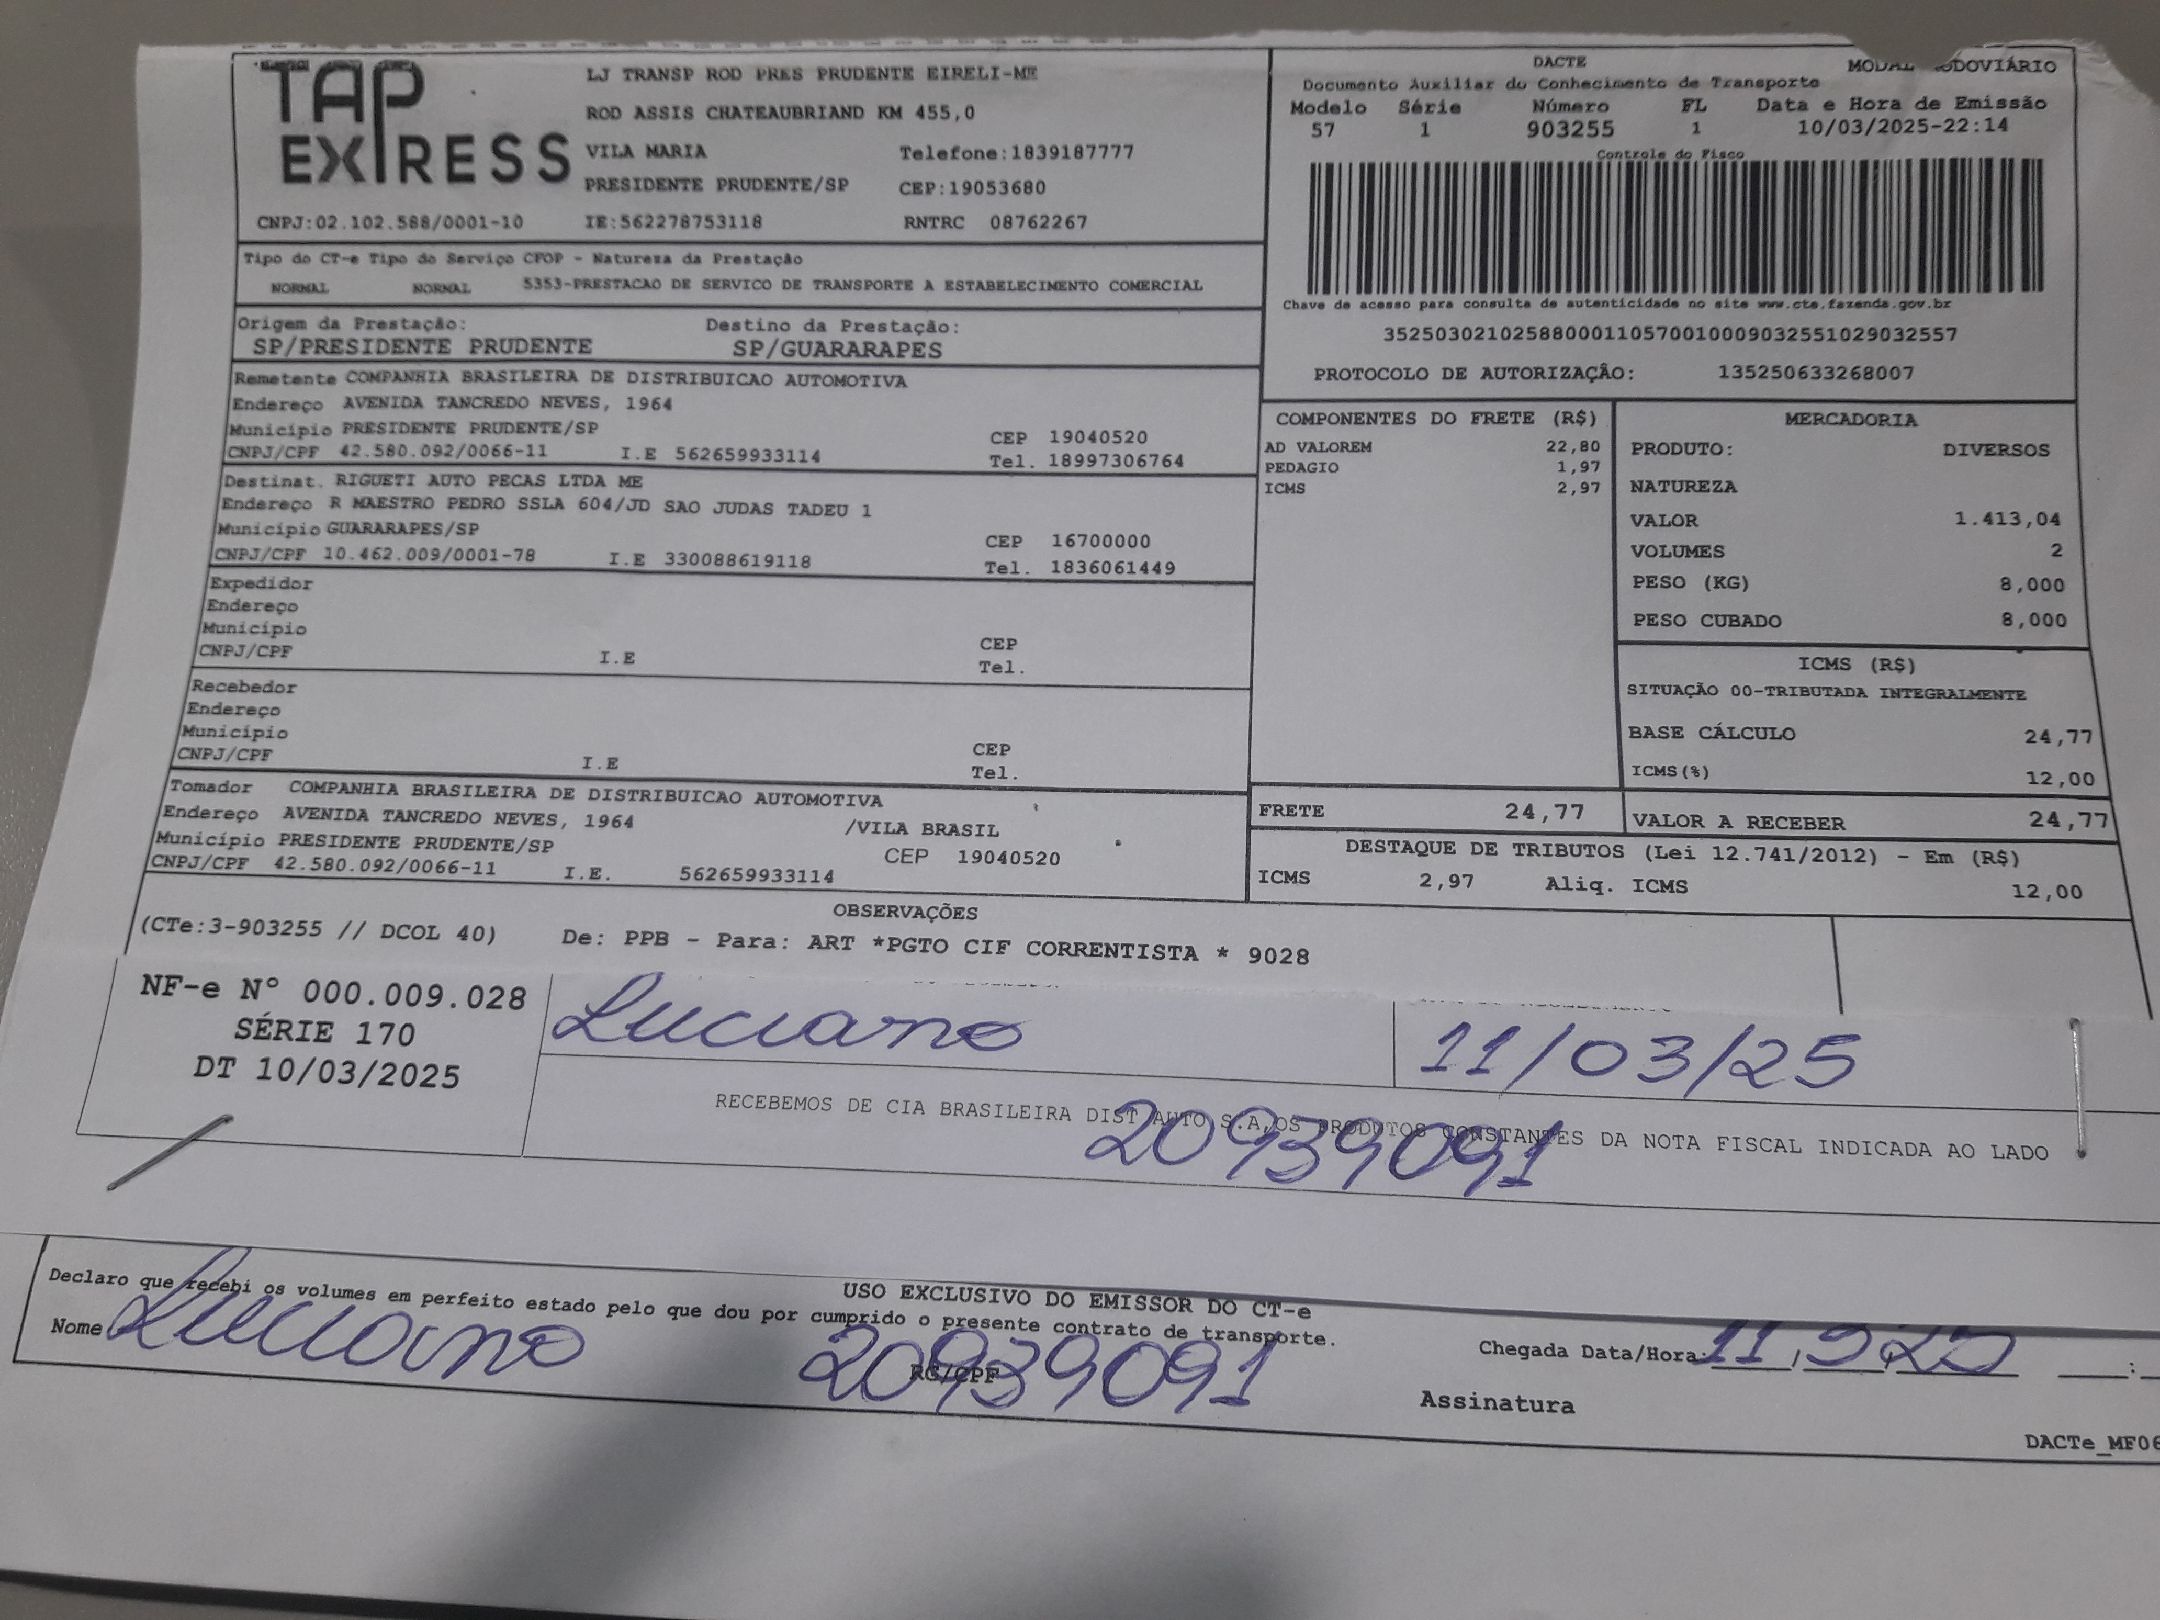 TAP EXPRESS
LJ TRANSP ROD PRES PRUDENTE EIRELI-ME
ROD ASSIS CHATEAUBRIAND KM 455,0
VILA MARIA Telefone:1839187777
PRESIDENTE PRUDENTE/SP CEP:19053680
CNPJ:02.102.588/0001-10 IE:562278753118 RNTRC 08762267
DACTE
Documento Auxiliar do Conhecimento de Transporte
Modelo Série Número FL Data e Hora de Emissão
57 1 903255 1 10/03/2025-22:14
Controle do Fisco
Chave de acesso para consulta de autenticidade no site www.cte.fazenda.gov.br
35250302102588000110570010009032551029032557
PROTOCOLO DE AUTORIZAÇÃO: 135250633268007
Tipo do CT-e Tipo do Serviço CFOP - Natureza da Prestação
NORMAL NORMAL 5353-PRESTACAO DE SERVICO DE TRANSPORTE A ESTABELECIMENTO COMERCIAL
Origem da Prestação: Destino da Prestação:
SP/PRESIDENTE PRUDENTE SP/GUARARAPES
Remetente COMPANHIA BRASILEIRA DE DISTRIBUICAO AUTOMOTIVA
Endereço AVENIDA TANCREDO NEVES, 1964
Município PRESIDENTE PRUDENTE/SP CEP 19040520
CNPJ/CPF 42.580.092/0066-11 I.E 562659933114 Tel. 18997306764
Destinat. RIGUETI AUTO PECAS LTDA ME
Endereço R MAESTRO PEDRO SSLA 604/JD SAO JUDAS TADEU 1
Município GUARARAPES/SP CEP 16700000
CNPJ/CPF 10.462.009/0001-78 I.E 330088619118 Tel. 1836061449
Expedidor
Endereço
Município CEP
CNPJ/CPF I.E Tel.
Recebedor
Endereço
Município CEP
CNPJ/CPF I.E Tel.
Tomador COMPANHIA BRASILEIRA DE DISTRIBUICAO AUTOMOTIVA
Endereço AVENIDA TANCREDO NEVES, 1964 /VILA BRASIL
Município PRESIDENTE PRUDENTE/SP CEP 19040520
CNPJ/CPF 42.580.092/0066-11 I.E. 562659933114
COMPONENTES DO FRETE (R$)
AD VALOREM 22,80
PEDAGIO 1,97
ICMS 2,97
FRETE 24,77
MERCADORIA
PRODUTO: DIVERSOS
NATUREZA
VALOR 1.413,04
VOLUMES 2
PESO (KG) 8,000
PESO CUBADO 8,000
ICMS (R$)
SITUAÇÃO 00-TRIBUTADA INTEGRALMENTE
BASE CÁLCULO 24,77
ICMS(%) 12,00
VALOR A RECEBER 24,77
DESTAQUE DE TRIBUTOS (Lei 12.741/2012) - Em (R$)
ICMS 2,97 Aliq. ICMS 12,00
OBSERVAÇÕES
(CTe:3-903255 // DCOL 40) De: PPB - Para: ART *PGTO CIF CORRENTISTA * 9028
NF-e N° 000.009.028
SÉRIE 170
DT 10/03/2025
Luciano 11/03/25
RECEBEMOS DE CIA BRASILEIRA DIST AUTO S.A,OS PRODUTOS CONSTANTES DA NOTA FISCAL INDICADA AO LADO
20939091
USO EXCLUSIVO DO EMISSOR DO CT-e
Declaro que recebi os volumes em perfeito estado pelo que dou por cumprido o presente contrato de transporte.
Nome Luciano RG/CPF 20939091 Chegada Data/Hora: 11
Assinatura